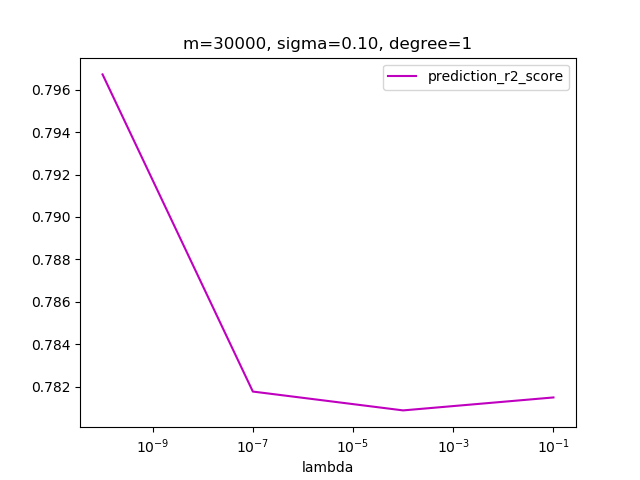 m=30000, sigma=0.10, degree=1
prediction_r2_score
0.796
0.794
0.792
0.790
0.788
0.786
0.784
0.782
10⁻⁹ 10⁻⁷ 10⁻⁵ 10⁻³ 10⁻¹
lambda